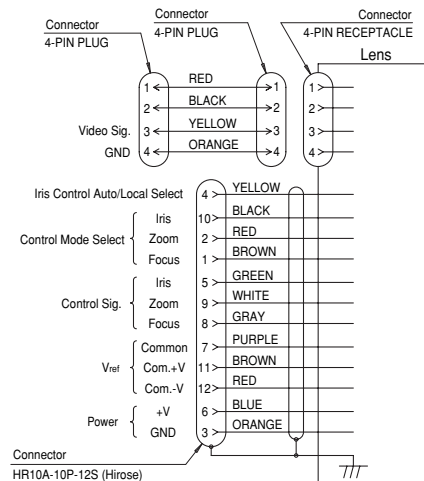 Connector
4-PIN PLUG
Connector
4-PIN PLUG
Connector
4-PIN RECEPTACLE
Lens
1 RED 1 1
2 BLACK 2 2
Video Sig. 3 YELLOW 3 3
GND 4 ORANGE 4 4
Iris Control Auto/Local Select 4 YELLOW
Control Mode Select
Iris 10 BLACK
Zoom 2 RED
Focus 1 BROWN
Control Sig.
Iris 5 GREEN
Zoom 9 WHITE
Focus 8 GRAY
Vref
Common 7 PURPLE
Com.+V 11 BROWN
Com.-V 12 RED
Power
+V 6 BLUE
GND 3 ORANGE
Connector
HR10A-10P-12S (Hirose)